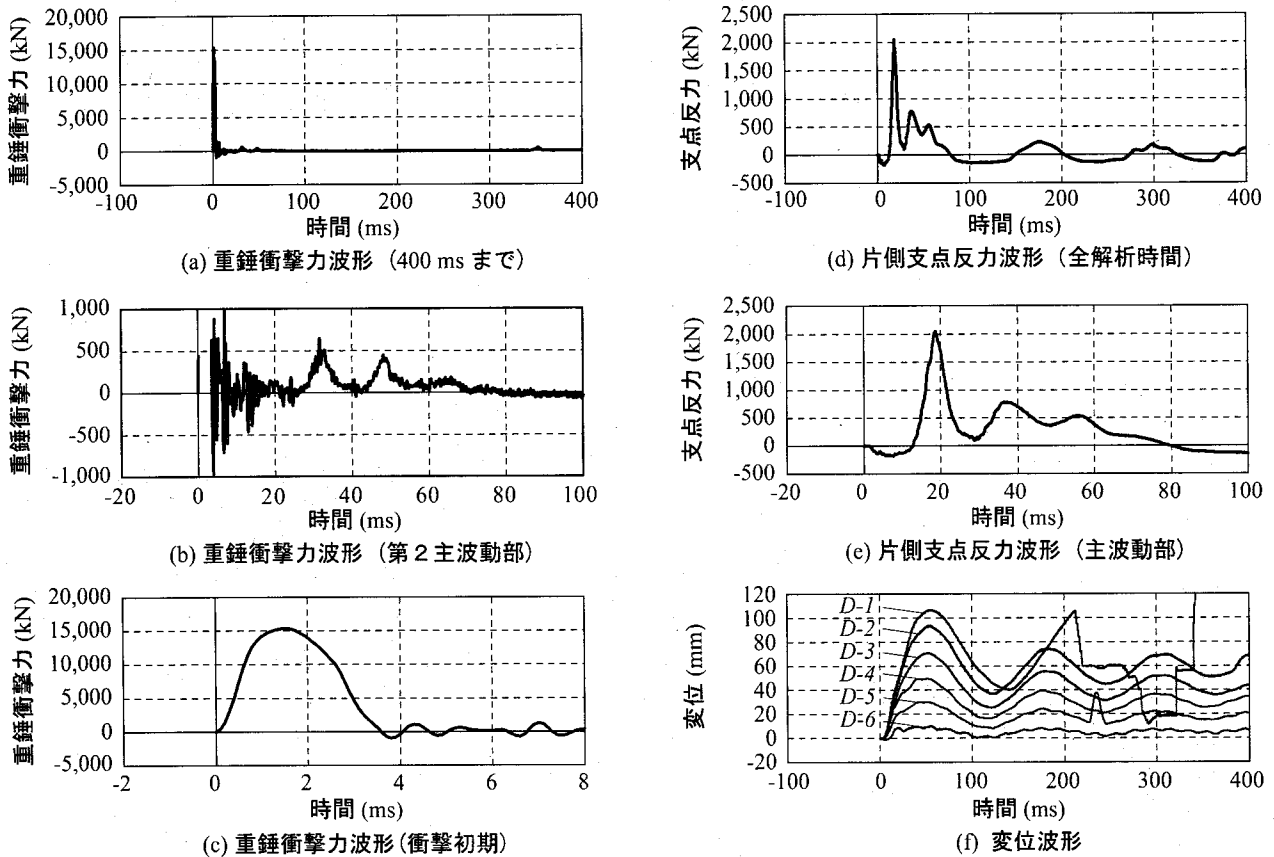 重錘衝撃力 (kN)
20,000
15,000
10,000
5,000
0
-5,000
-100 0 100 200 300 400
時間 (ms)
(a) 重錘衝撃力波形（400 ms まで）
重錘衝撃力 (kN)
1,000
500
0
-500
-1,000
-20 0 20 40 60 80 100
時間 (ms)
(b) 重錘衝撃力波形（第２主波動部）
重錘衝撃力 (kN)
20,000
15,000
10,000
5,000
0
-5,000
-2 0 2 4 6 8
時間 (ms)
(c) 重錘衝撃力波形(衝撃初期）
支点反力 (kN)
2,500
2,000
1,500
1,000
500
0
-500
-100 0 100 200 300 400
時間 (ms)
(d) 片側支点反力波形（全解析時間）
支点反力 (kN)
2,500
2,000
1,500
1,000
500
0
-500
-20 0 20 40 60 80 100
時間 (ms)
(e) 片側支点反力波形（主波動部）
変位 (mm)
120
100
80
60
40
20
0
-20
D-1
D-2
D-3
D-4
D-5
D-6
-100 0 100 200 300 400
時間 (ms)
(f) 変位波形